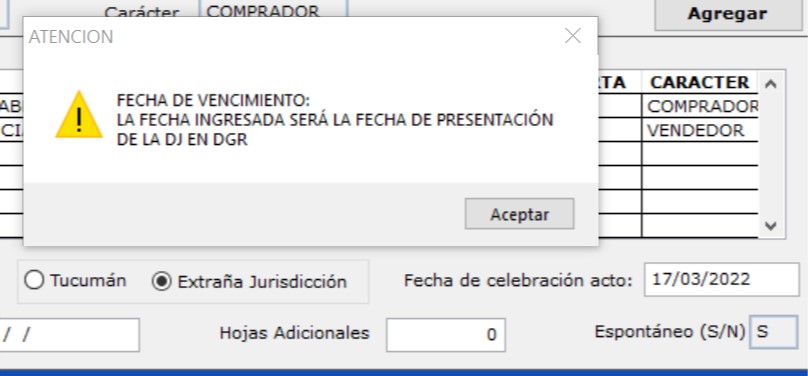 Carácter COMPRADOR Agregar
ATENCION
FECHA DE VENCIMIENTO:
LA FECHA INGRESADA SERÁ LA FECHA DE PRESENTACIÓN
DE LA DJ EN DGR
Aceptar
TA CARACTER
AB COMPRADOR
CI VENDEDOR
Tucumán Extraña Jurisdicción Fecha de celebración acto: 17/03/2022
/ / Hojas Adicionales 0 Espontáneo (S/N) S